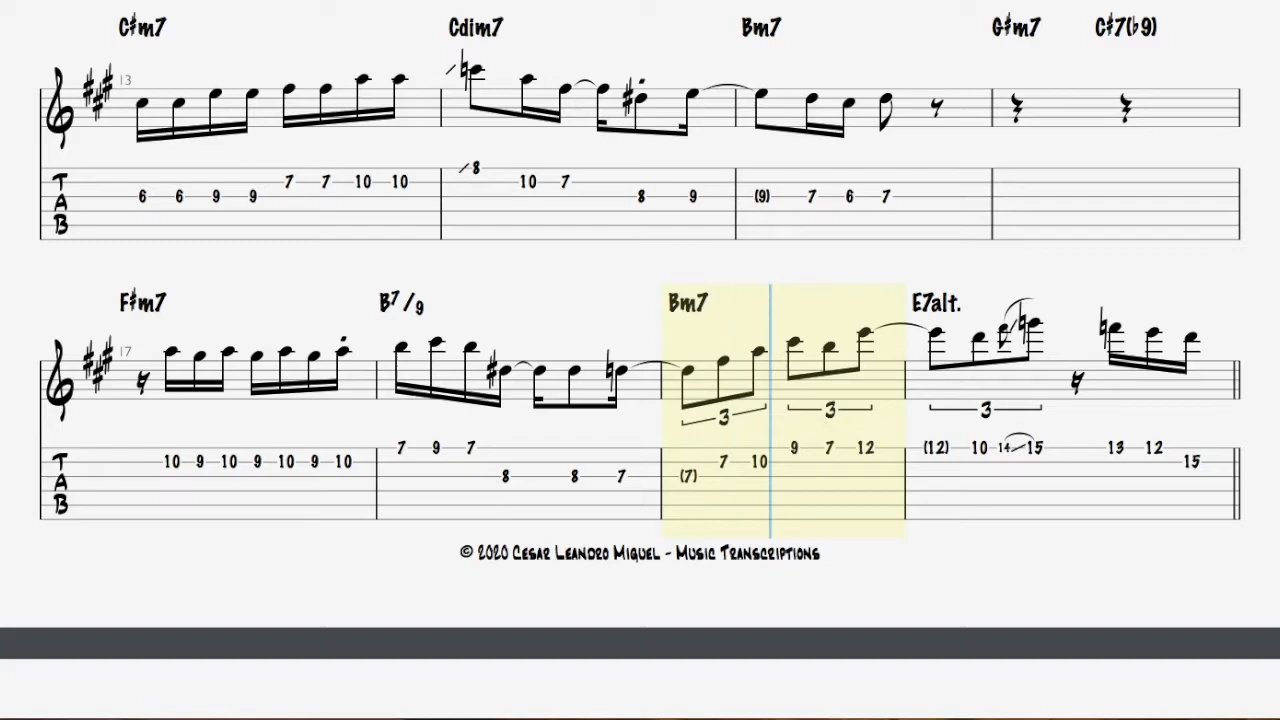 C♯m7 Cdim7 Bm7 G♯m7 C♯7(♭9)
13
3
8
T 7 7 10 10 10 7
A 6 6 9 9 8 9 (9) 7 6 7
B
F♯m7 B7/9 Bm7 E7alt.
17
3 3 3
7 9 7 9 7 12 (12) 10 14 15 13 12
T 10 9 10 9 10 9 10 7 10 15
A 8 8 7 (7)
B
© 2020 Cesar Leandro Miguel - Music Transcriptions